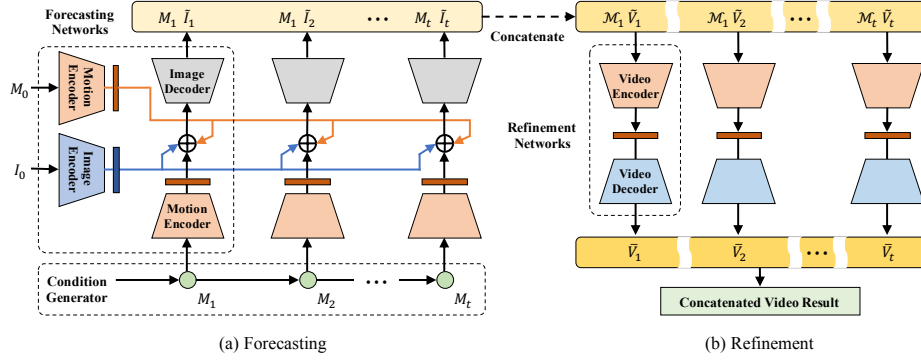 Forecasting
Networks
M₁ Ĩ₁ M₁ Ĩ₂ ••• Mₜ Ĩₜ
Concatenate
ℳ₁ Ṽ₁ ℳ₁ Ṽ₂ ••• ℳₜ Ṽₜ
M₀
Motion
Encoder
Image
Decoder
I₀
Image
Encoder
Motion
Encoder
Condition
Generator
M₁ M₂ ••• Mₜ
Refinement
Networks
Video
Encoder
Video
Decoder
V̄₁ V̄₂ ••• V̄ₜ
Concatenated Video Result
(a) Forecasting
(b) Refinement